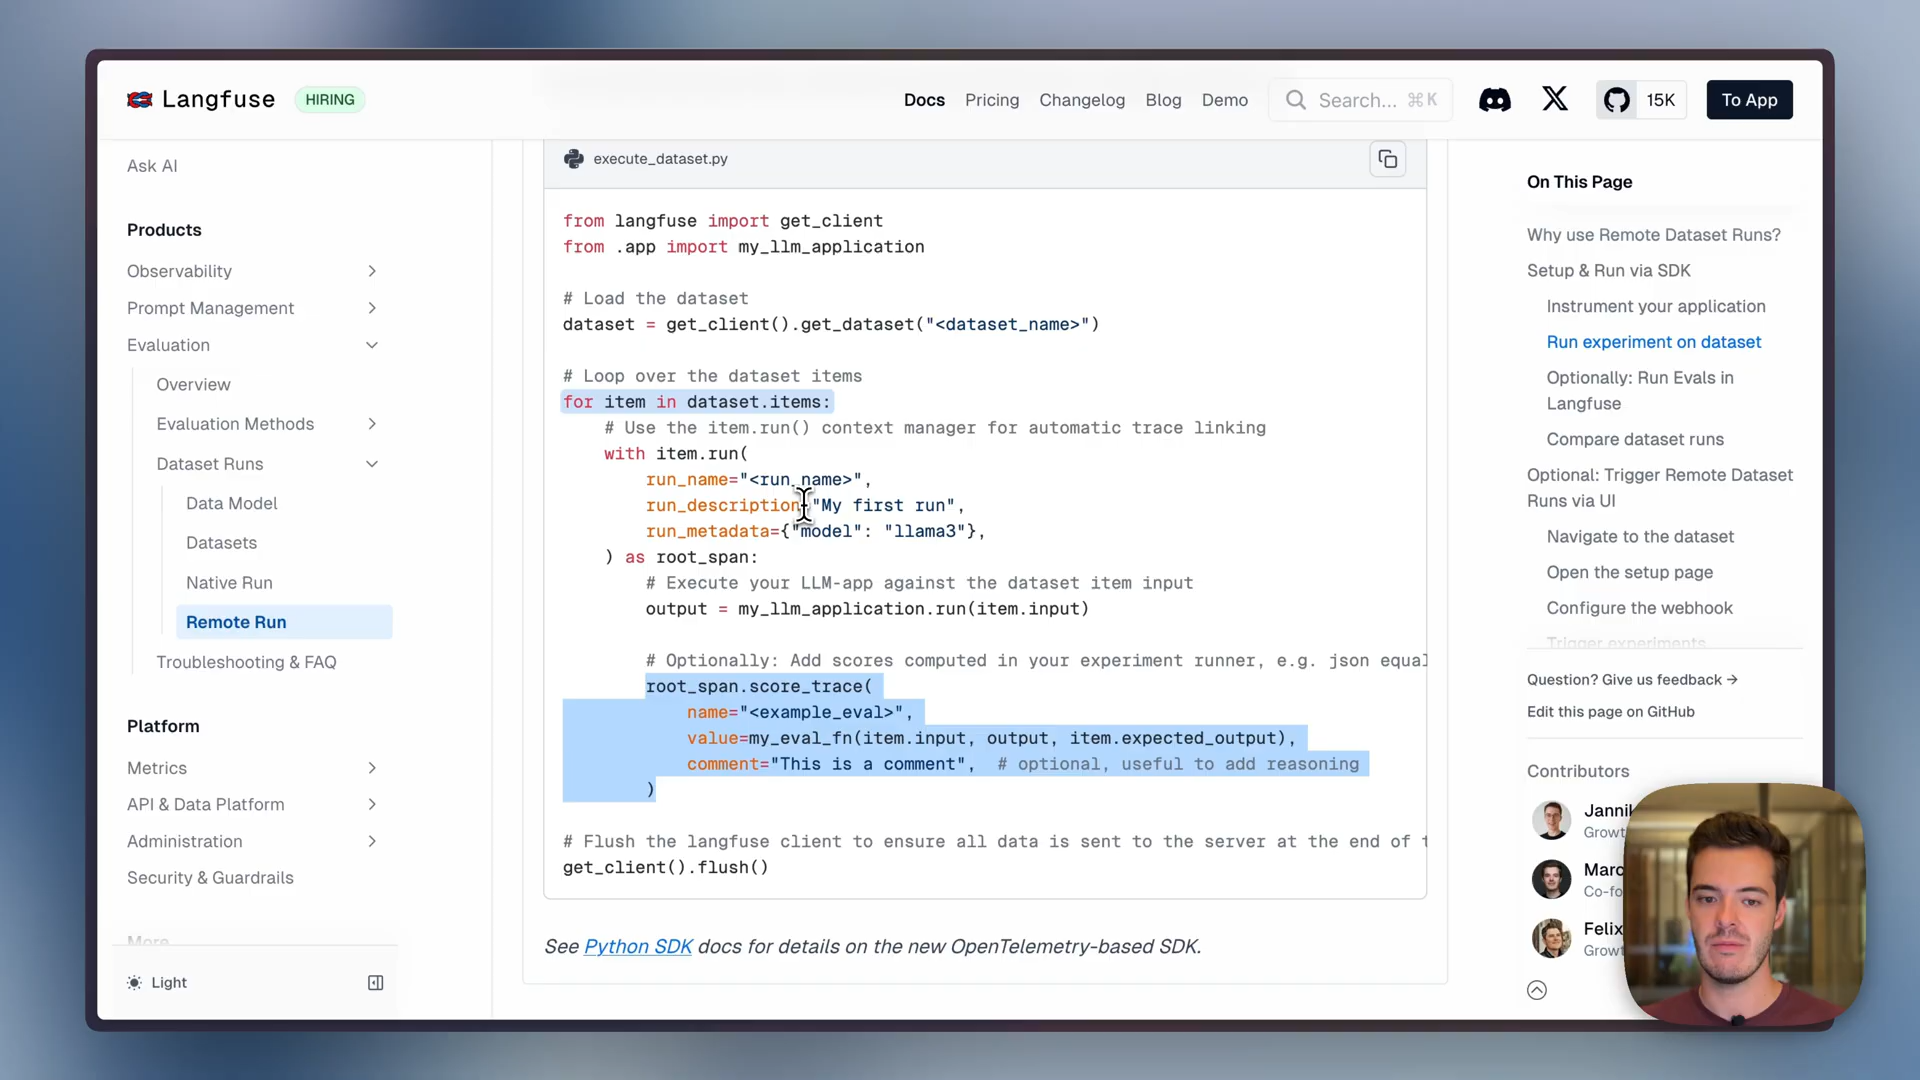 Langfuse
HIRING
Docs
Pricing
Changelog
Blog
Demo
Search... ⌘K
15K
To App
Ask AI
Products
Observability
Prompt Management
Evaluation
Overview
Evaluation Methods
Dataset Runs
Data Model
Datasets
Native Run
Remote Run
Troubleshooting & FAQ
Platform
Metrics
API & Data Platform
Administration
Security & Guardrails
More
Light
execute_dataset.py
from langfuse import get_client
from .app import my_llm_application
# Load the dataset
dataset = get_client().get_dataset("<dataset_name>")
# Loop over the dataset items
for item in dataset.items:
# Use the item.run() context manager for automatic trace linking
with item.run(
run_name="<run_name>",
run_description="My first run",
run_metadata={"model": "llama3"},
) as root_span:
# Execute your LLM-app against the dataset item input
output = my_llm_application.run(item.input)
# Optionally: Add scores computed in your experiment runner, e.g. json equal
root_span.score_trace(
name="<example_eval>",
value=my_eval_fn(item.input, output, item.expected_output),
comment="This is a comment",  # optional, useful to add reasoning
)
# Flush the langfuse client to ensure all data is sent to the server at the end of t
get_client().flush()
See Python SDK docs for details on the new OpenTelemetry-based SDK.
On This Page
Why use Remote Dataset Runs?
Setup & Run via SDK
Instrument your application
Run experiment on dataset
Optionally: Run Evals in
Langfuse
Compare dataset runs
Optional: Trigger Remote Dataset
Runs via UI
Navigate to the dataset
Open the setup page
Configure the webhook
Trigger experiments
Question? Give us feedback →
Edit this page on GitHub
Contributors
Jannik
Growt
Marc
Co-fo
Felix
Growt